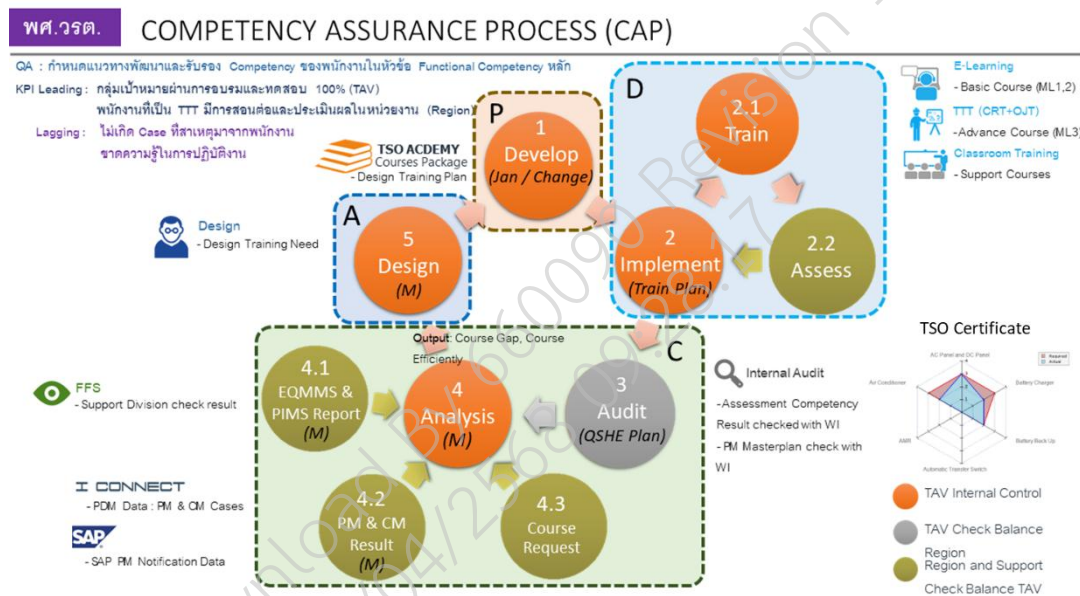 พศ.วรต.
COMPETENCY ASSURANCE PROCESS (CAP)
QA : กำหนดแนวทางพัฒนาและรับรอง Competency ของพนักงานในหัวข้อ Functional Competency หลัก
KPI Leading : กลุ่มเป้าหมายผ่านการอบรมและทดสอบ 100% (TAV)
พนักงานที่เป็น TTT มีการสอนต่อและประเมินผลในหน่วยงาน (Region)
Lagging : ไม่เกิด Case ที่สาเหตุมาจากพนักงาน
ขาดความรู้ในการปฏิบัติงาน
TSO ACDEMY
Courses Package
- Design Training Plan
P
1
Develop
(Jan / Change)
D
2.1
Train
2
Implement
(Train Plan)
2.2
Assess
E-Learning
- Basic Course (ML1,2)
TTT (CRT+OJT)
-Advance Course (ML3)
Classroom Training
- Support Courses
A
5
Design
(M)
Design
- Design Training Need
Output: Course Gap, Course
Efficiently
C
4.1
EQMMS &
PIMS Report
(M)
4
Analysis
(M)
3
Audit
(QSHE Plan)
4.2
PM & CM
Result
(M)
4.3
Course
Request
FFS
- Support Division check result
I CONNECT
- PDM Data : PM & CM Cases
SAP
- SAP PM Notification Data
Internal Audit
-Assessment Competency
Result checked with WI
- PM Masterplan check with
WI
TSO Certificate
AC Panel and DC Panel
Required
Actual
Air Conditioner
Battery Charger
AMR
Battery Back Up
Automatic Transfer Switch
TAV Internal Control
TAV Check Balance
Region
Region and Support
Check Balance TAV